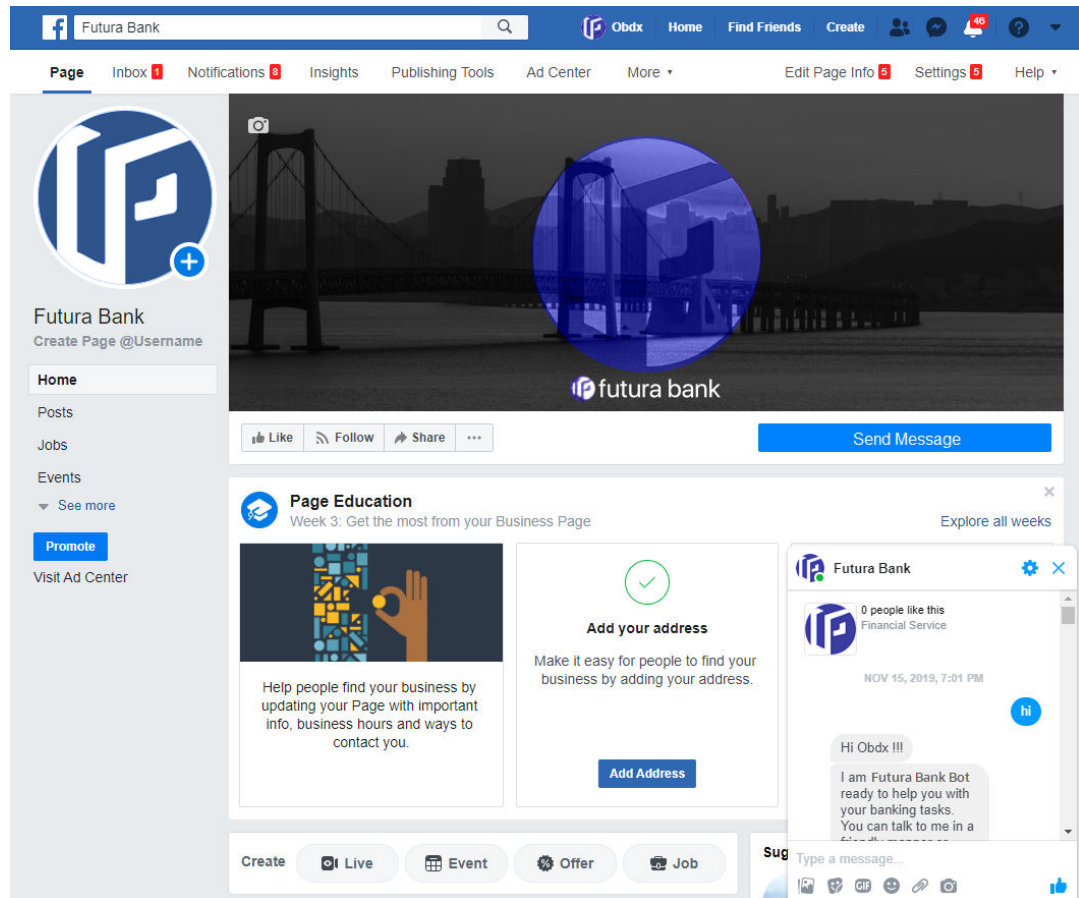 Futura Bank
Obdx
Home
Find Friends
Create
46
Page
Inbox 1
Notifications 8
Insights
Publishing Tools
Ad Center
More
Edit Page Info 5
Settings 5
Help
futura bank
Futura Bank
Create Page @Username
Home
Posts
Jobs
Events
See more
Promote
Visit Ad Center
Like
Follow
Share
Send Message
Page Education
Week 3: Get the most from your Business Page
Explore all weeks
Help people find your business by
updating your Page with important
info, business hours and ways to
contact you.
Add your address
Make it easy for people to find your
business by adding your address.
Add Address
Create
Live
Event
Offer
Job
Sug
Futura Bank
0 people like this
Financial Service
NOV 15, 2019, 7:01 PM
hi
Hi Obdx !!!
I am Futura Bank Bot
ready to help you with
your banking tasks.
You can talk to me in a
Type a message...
GIF